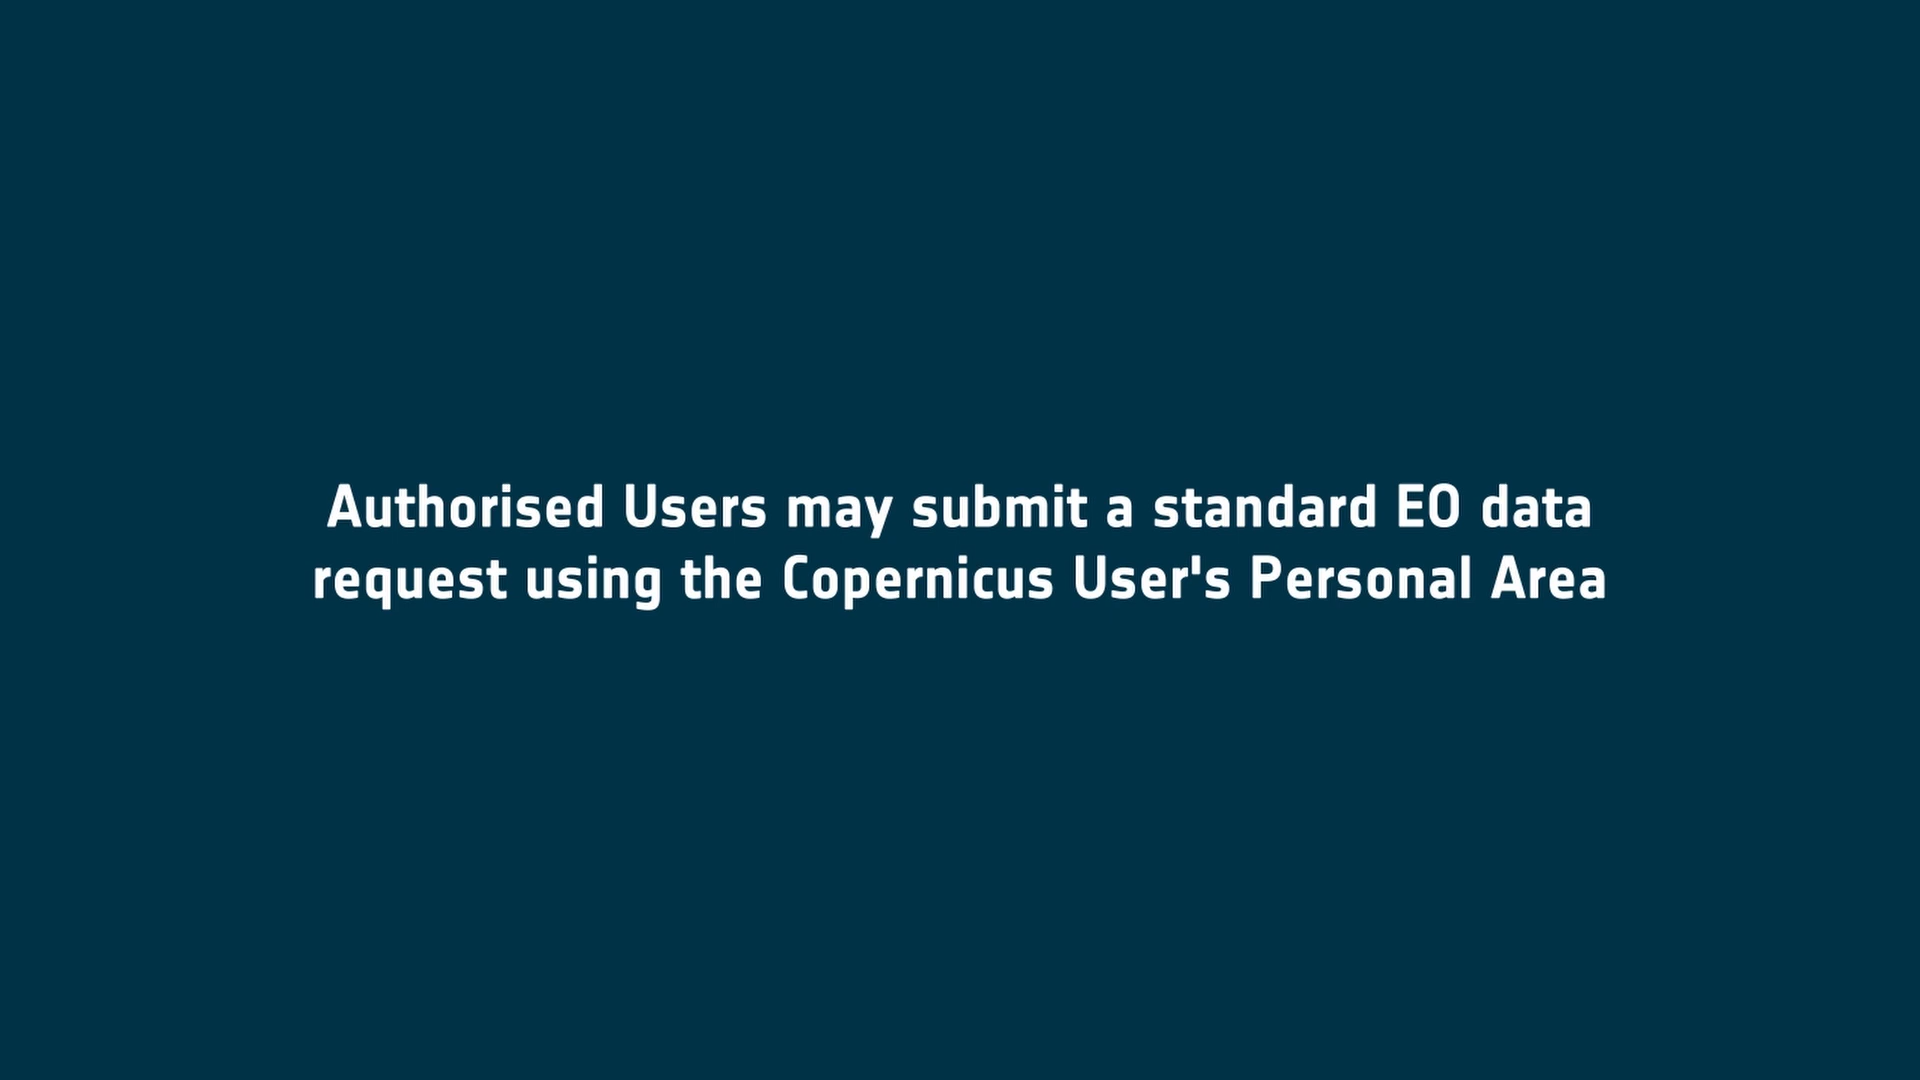 Authorised Users may submit a standard EO data
request using the Copernicus User's Personal Area